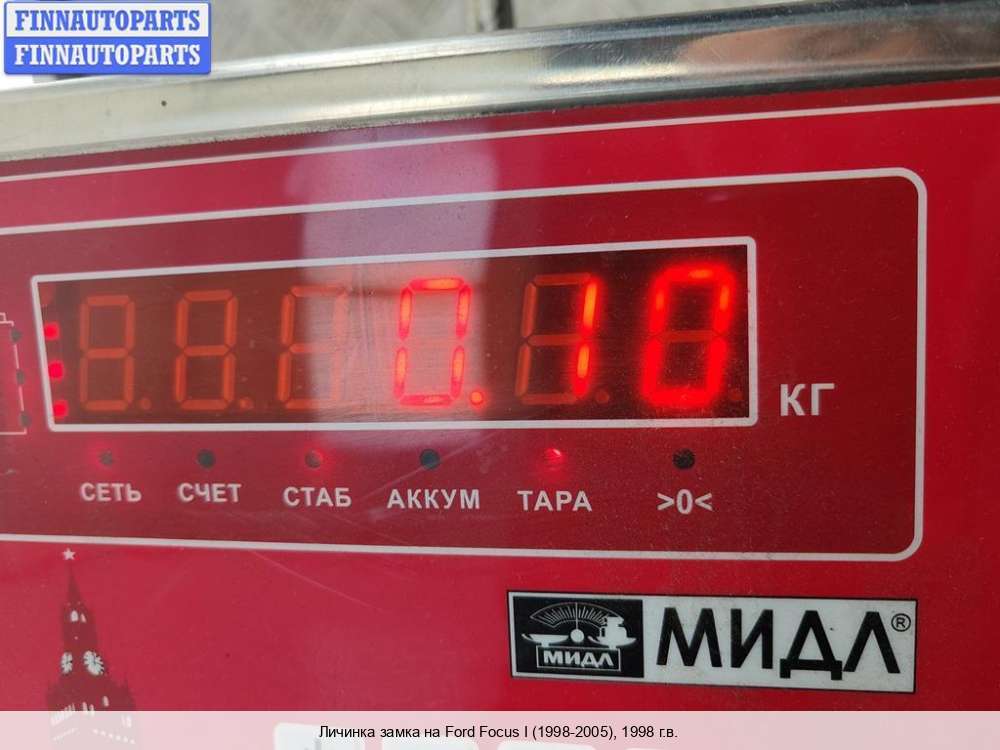 FINNAUTOPARTS
FINNAUTOPARTS
0.10
КГ
СЕТЬ СЧЕТ СТАБ АККУМ ТАРА >0<
МИДЛ МИДЛ®
Личинка замка на Ford Focus I (1998-2005), 1998 г.в.